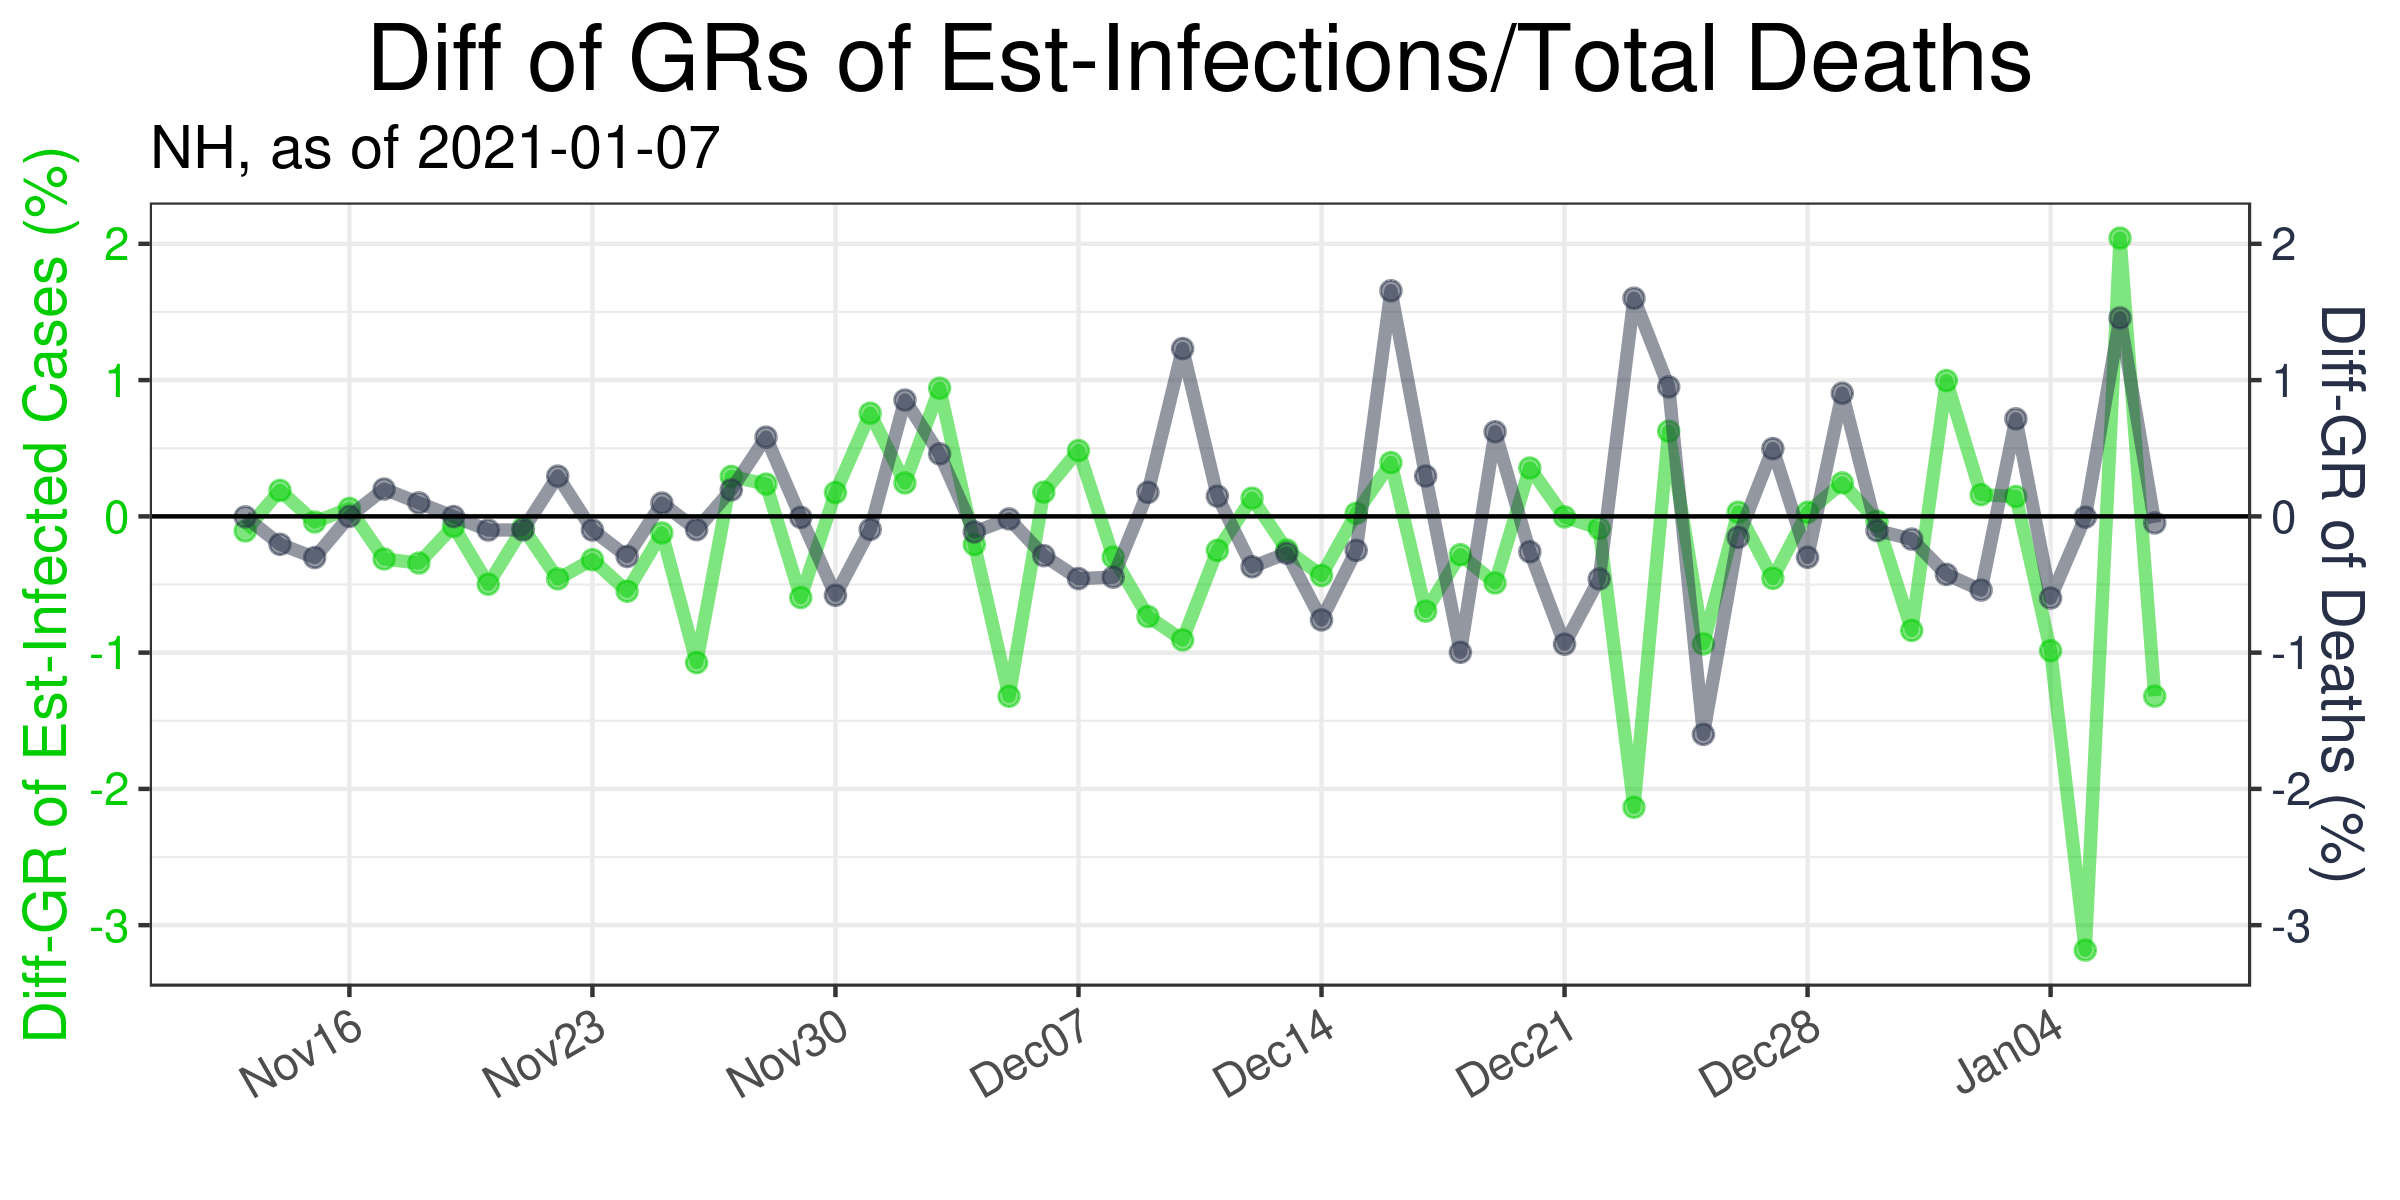 Diff of GRs of Est-Infections/Total Deaths
NH, as of 2021-01-07
Diff-GR of Est-Infected Cases (%)
2
1
0
-1
-2
-3
2
1
0
-1
-2
-3
Diff-GR of Deaths (%)
Nov16
Nov23
Nov30
Dec07
Dec14
Dec21
Dec28
Jan04